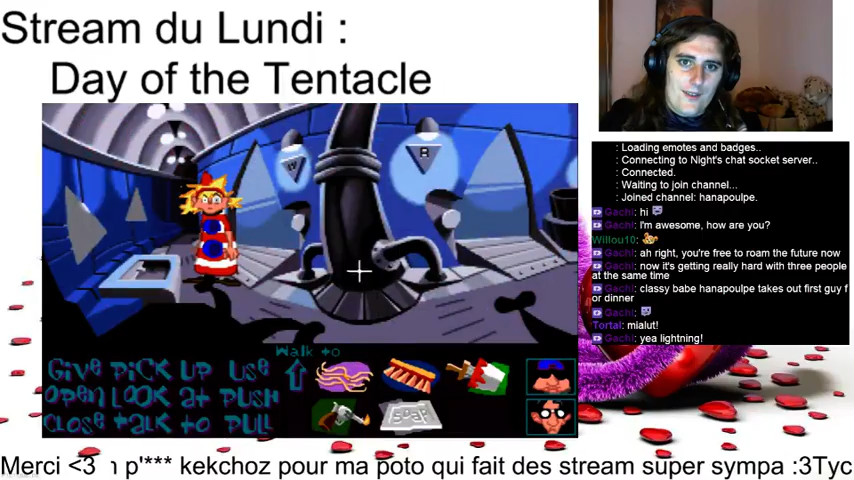 Stream du Lundi :
Day of the Tentacle
: Loading emotes and badges..
: Connecting to Night's chat socket server..
: Connected.
: Waiting to join channel...
: Joined channel: hanapoulpe.
Gachi: hi
Gachi: I'm awesome, how are you?
Willou10:
Gachi: ah right, you're free to roam the future now
Gachi: now it's getting really hard with three people
at the same time
Gachi: classy babe hanapoulpe takes out first guy f
or dinner
Gachi:
Tortal: mialut!
Gachi: yea lightning!
Walk to
Give Pick up Use
Open Look at Push
Close Talk to Pull
SOAP
Merci <3 n p'*** kekchoz pour ma poto qui fait des stream super sympa :3Tyc